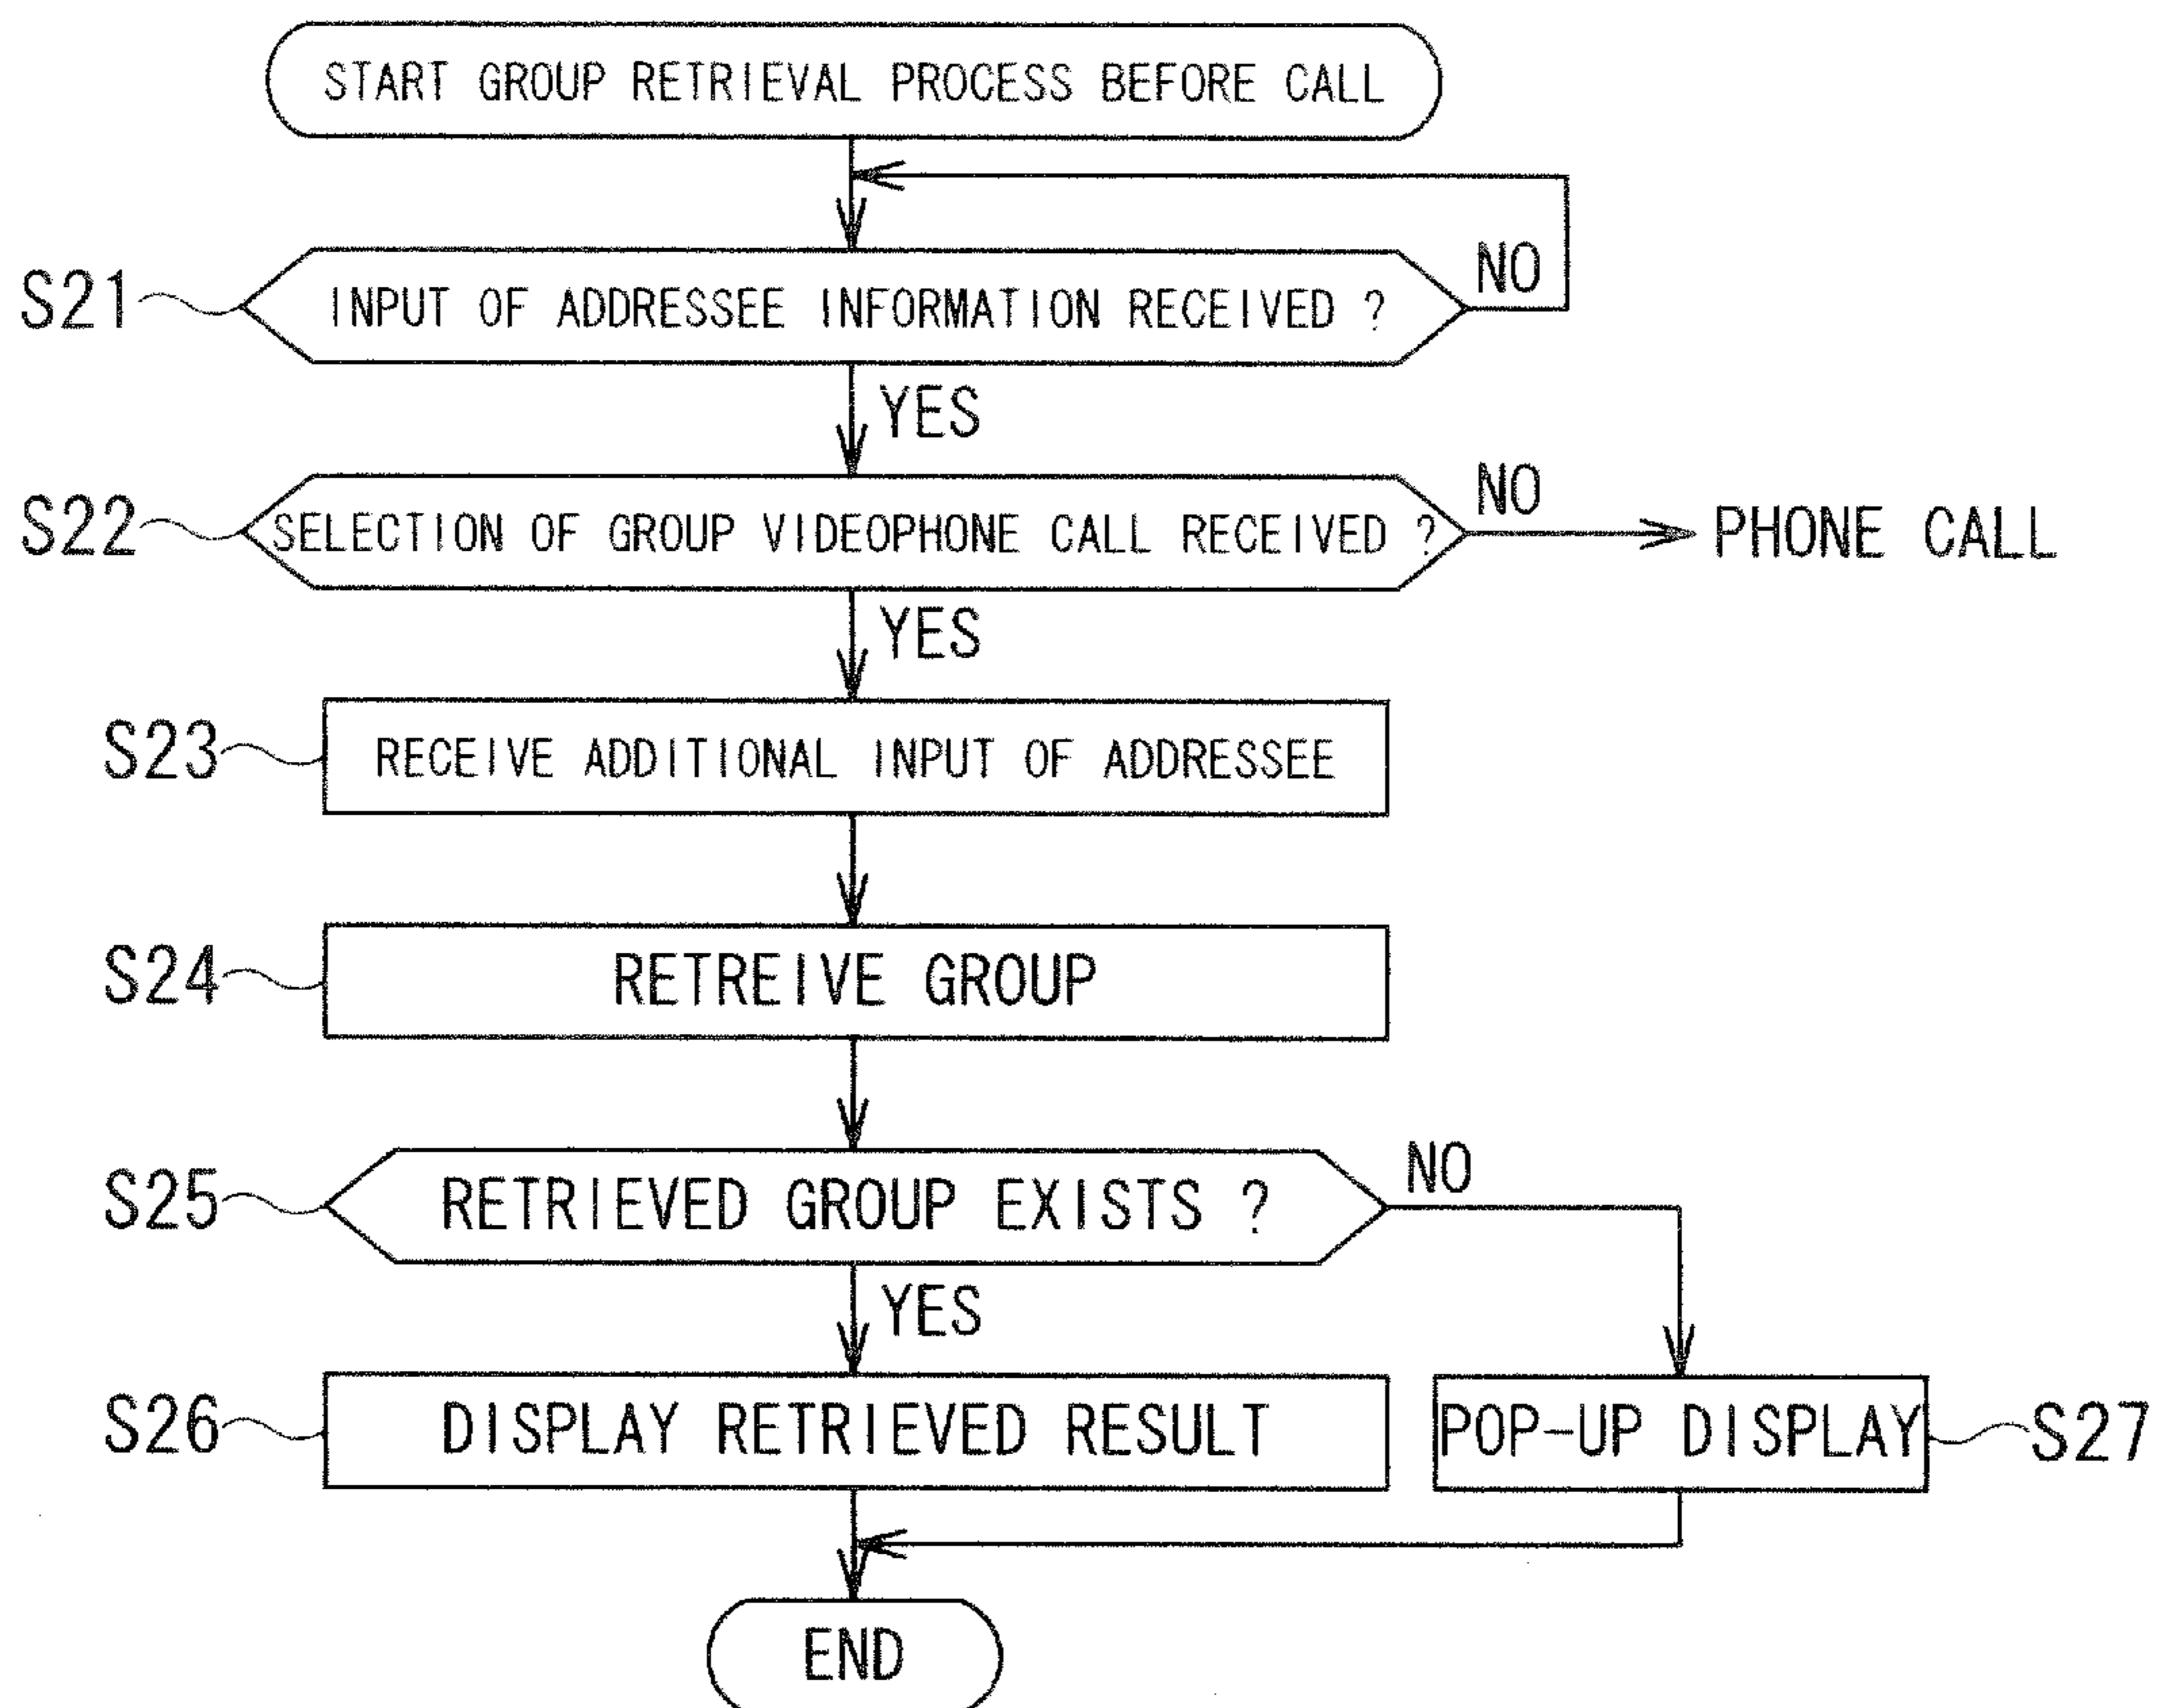 START GROUP RETRIEVAL PROCESS BEFORE CALL
S21
INPUT OF ADDRESSEE INFORMATION RECEIVED ?
NO
YES
S22
SELECTION OF GROUP VIDEOPHONE CALL RECEIVED ?
NO
PHONE CALL
YES
S23
RECEIVE ADDITIONAL INPUT OF ADDRESSEE
S24
RETREIVE GROUP
S25
RETRIEVED GROUP EXISTS ?
NO
YES
S26
DISPLAY RETRIEVED RESULT
POP-UP DISPLAY
S27
END